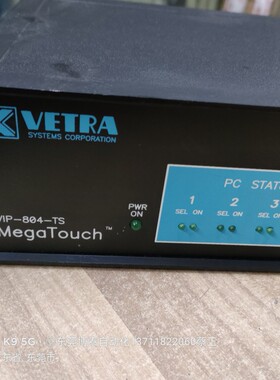 VETRA
SYSTEMS CORPORATION
VIP-804-TS
MegaTouch™
PWR
ON
PC STAT
1 2 3
SEL ON SEL ON SEL ON
K9 5G